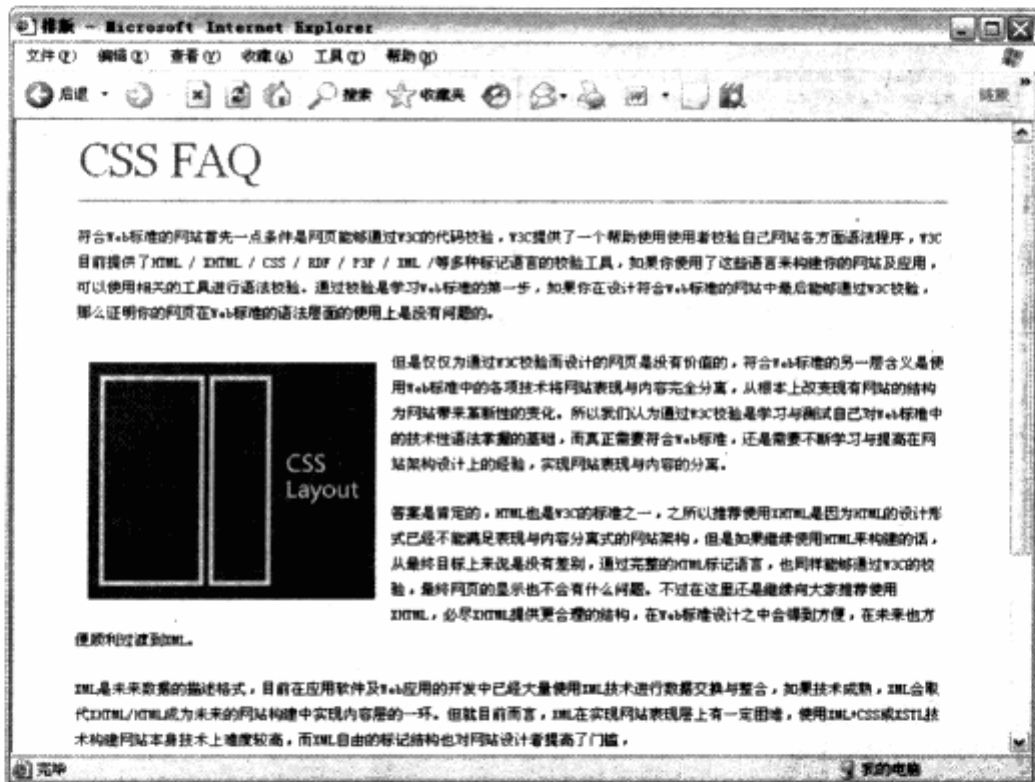 排版 - Microsoft Internet Explorer
文件(F) 编辑(E) 查看(V) 收藏(A) 工具(T) 帮助(H)
后退 搜索 收藏夹 链接
CSS FAQ
符合Web标准的网站首先一点条件是网页能够通过W3C的代码校验，W3C提供了一个帮助使用使用者校验自己网站各方面语法程序，W3C
目前提供了HTML / XHTML / CSS / RDF / P3P / XML /等多种标记语言的校验工具，如果你使用了这些语言来构建你的网站及应用，
可以使用相关的工具进行语法校验。通过校验是学习Web标准的第一步，如果你在设计符合Web标准的网站中最后能够通过W3C校验，
那么证明你的网页在Web标准的语法层面的使用上是没有问题的。
但是仅仅为通过W3C校验而设计的网页是没有价值的，符合Web标准的另一层含义是使
用Web标准中的各项技术将网站表现与内容完全分离，从根本上改变现有网站的结构
为网站带来革新性的变化。所以我们认为通过W3C校验是学习与测试自己对Web标准中
的技术性语法掌握的基础，而真正需要符合Web标准，还是需要不断学习与提高在网
站架构设计上的经验，实现网站表现与内容的分离。
CSS
Layout
答案是肯定的，HTML也是W3C的标准之一，之所以推荐使用XHTML是因为HTML的设计形
式已经不能满足表现与内容分离式的网站架构，但是如果继续使用HTML来构建的话，
从最终目标上来说是没有差别，通过完整的HTML标记语言，也同样能够通过W3C的校
验，最终网页的显示也不会有什么问题。不过在这里还是继续向大家推荐使用
XHTML，必尽XHTML提供更合理的结构，在Web标准设计之中会得到方便，在未来也方
便顺利过渡到XML。
XML是未来数据的描述格式，目前在应用软件及Web应用的开发中已经大量使用XML技术进行数据交换与整合，如果技术成熟，XML会取
代XHTML/HTML成为未来的网站构建中实现内容层的一环。但就目前而言，XML在实现网站表现层上有一定困难，使用XML+CSS或XSTL技
术构建网站本身技术上难度较高，而XML自由的标记结构也对网站设计者提高了门槛，
完毕 我的电脑